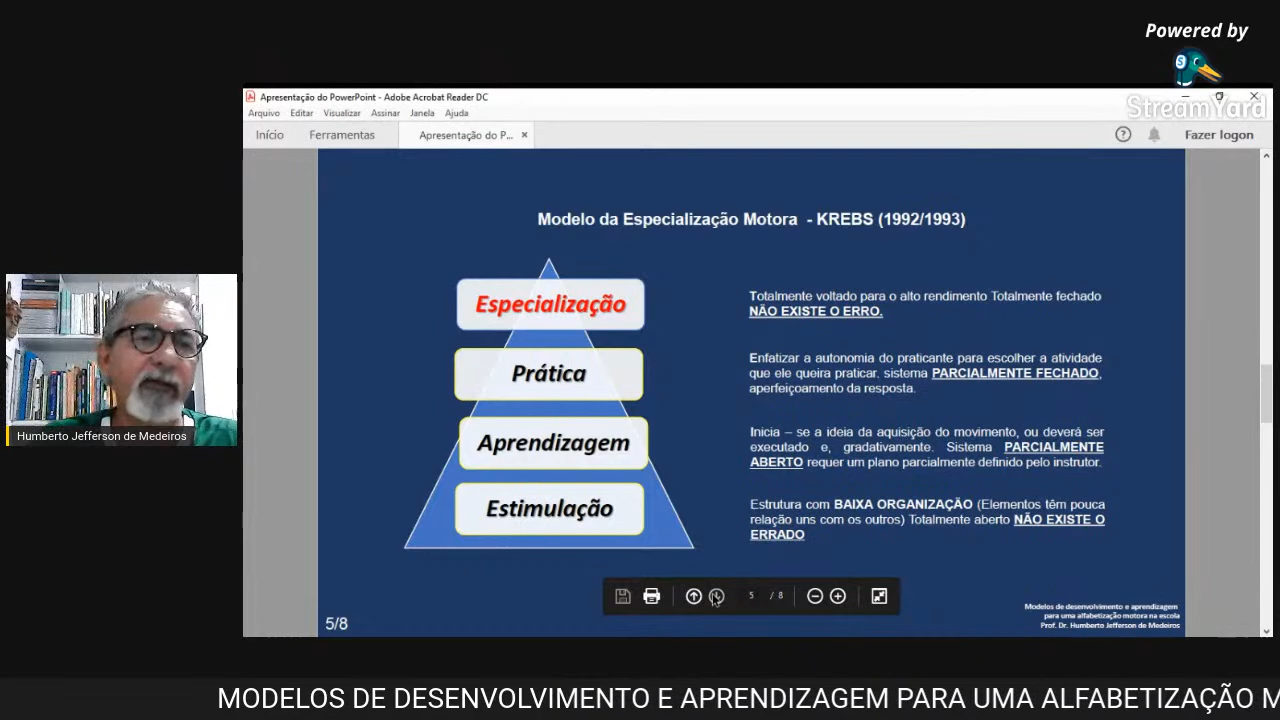 Powered by
StreamYard
Apresentação do PowerPoint - Adobe Acrobat Reader DC
Arquivo Editar Visualizar Assinar Janela Ajuda
Início Ferramentas Apresentação do P... × Fazer logon
Modelo da Especialização Motora - KREBS (1992/1993)
Especialização
Totalmente voltado para o alto rendimento Totalmente fechado
NÃO EXISTE O ERRO.
Prática
Enfatizar a autonomia do praticante para escolher a atividade
que ele queira praticar, sistema PARCIALMENTE FECHADO,
aperfeiçoamento da resposta.
Aprendizagem
Inicia – se a ideia da aquisição do movimento, ou deverá ser
executado e, gradativamente. Sistema PARCIALMENTE
ABERTO requer um plano parcialmente definido pelo instrutor.
Estimulação
Estrutura com BAIXA ORGANIZAÇÃO (Elementos têm pouca
relação uns com os outros) Totalmente aberto NÃO EXISTE O
ERRADO
5 / 8
5/8
Modelos de desenvolvimento e aprendizagem
para uma alfabetização motora na escola
Prof. Dr. Humberto Jefferson de Medeiros
Humberto Jefferson de Medeiros
MODELOS DE DESENVOLVIMENTO E APRENDIZAGEM PARA UMA ALFABETIZAÇÃO M